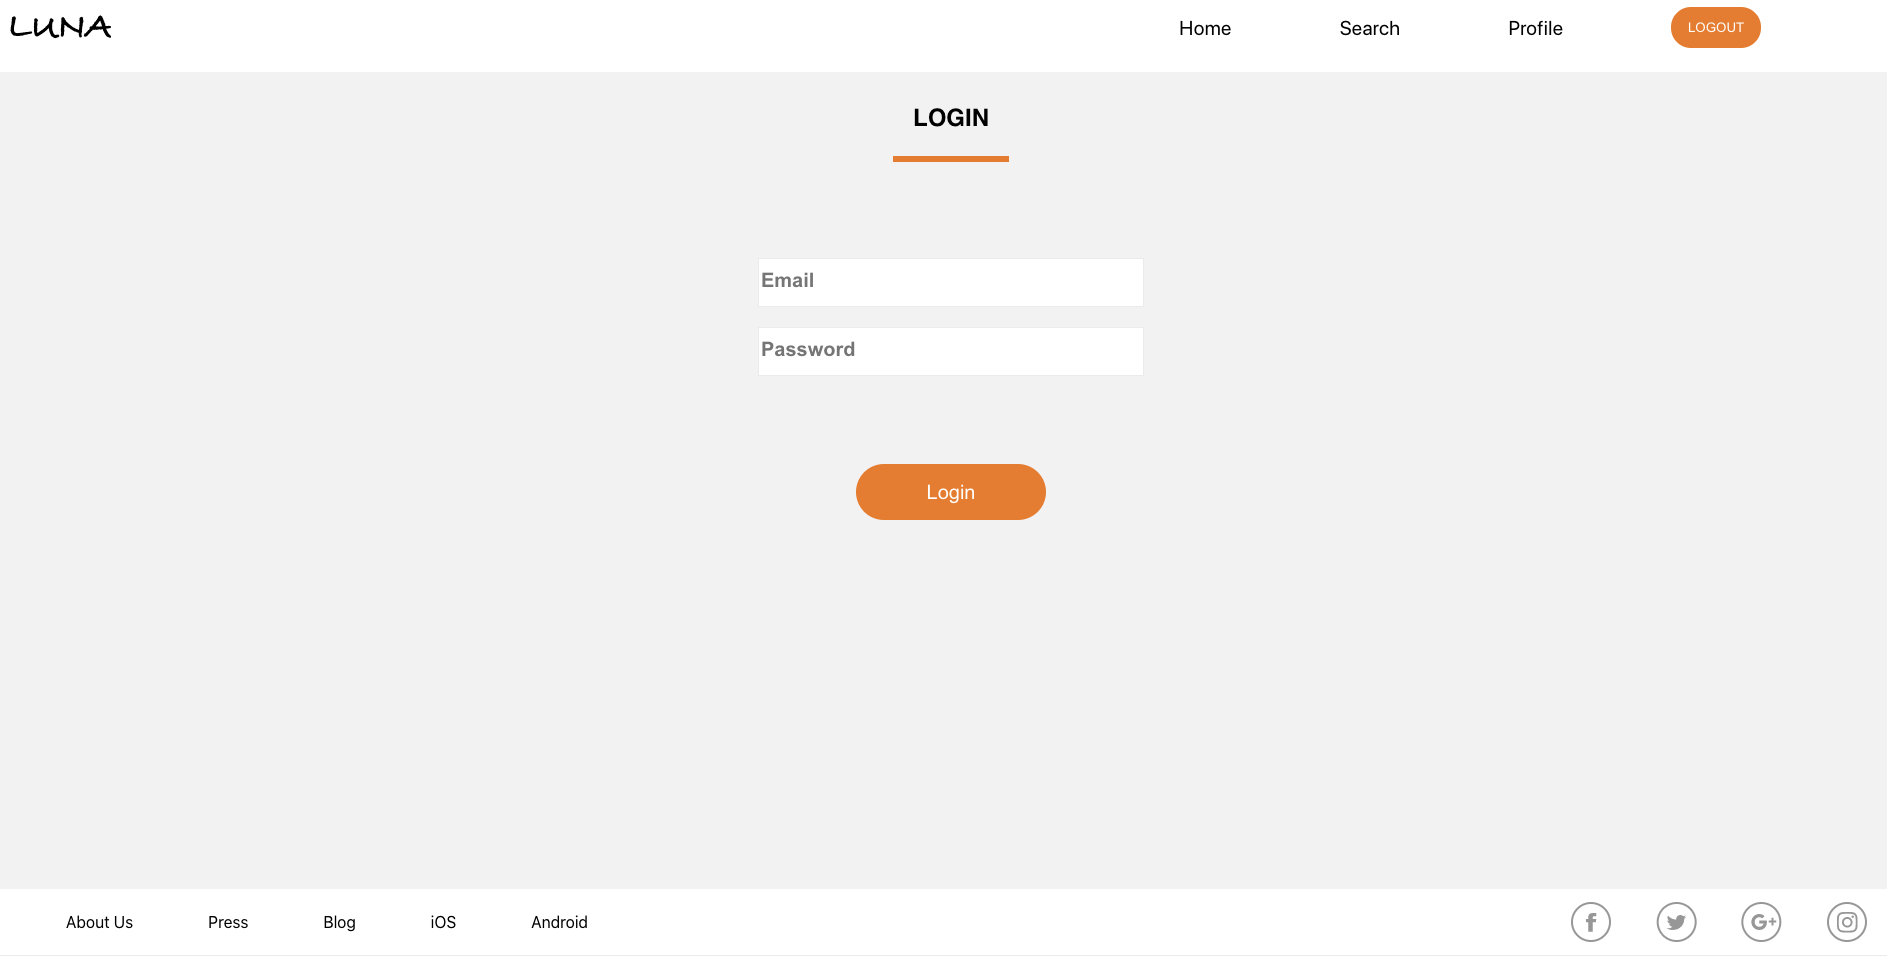 LUNA
Home Search Profile LOGOUT
LOGIN
Email
Password
Login
About Us Press Blog iOS Android